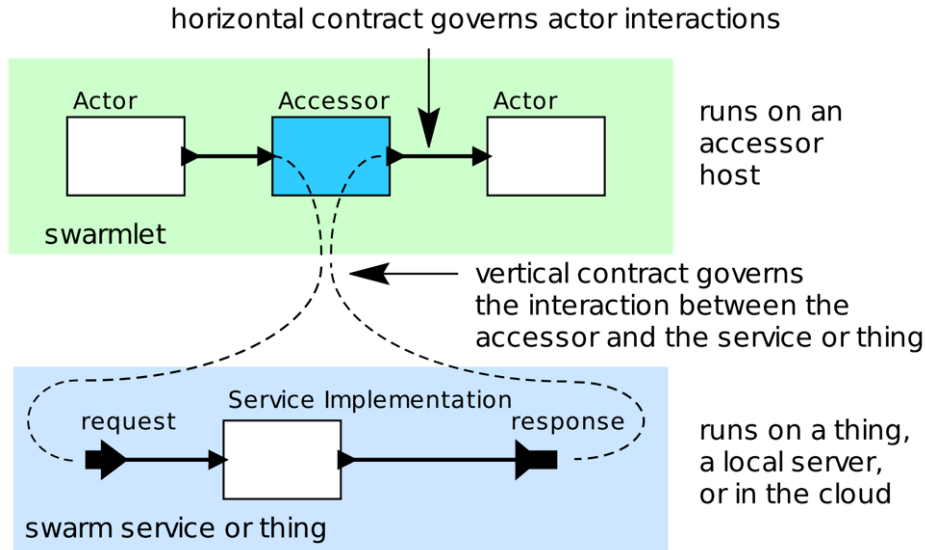 horizontal contract governs actor interactions
Actor
Accessor
Actor
runs on an
accessor
host
swarmlet
vertical contract governs
the interaction between the
accessor and the service or thing
Service Implementation
request
response
runs on a thing,
a local server,
or in the cloud
swarm service or thing